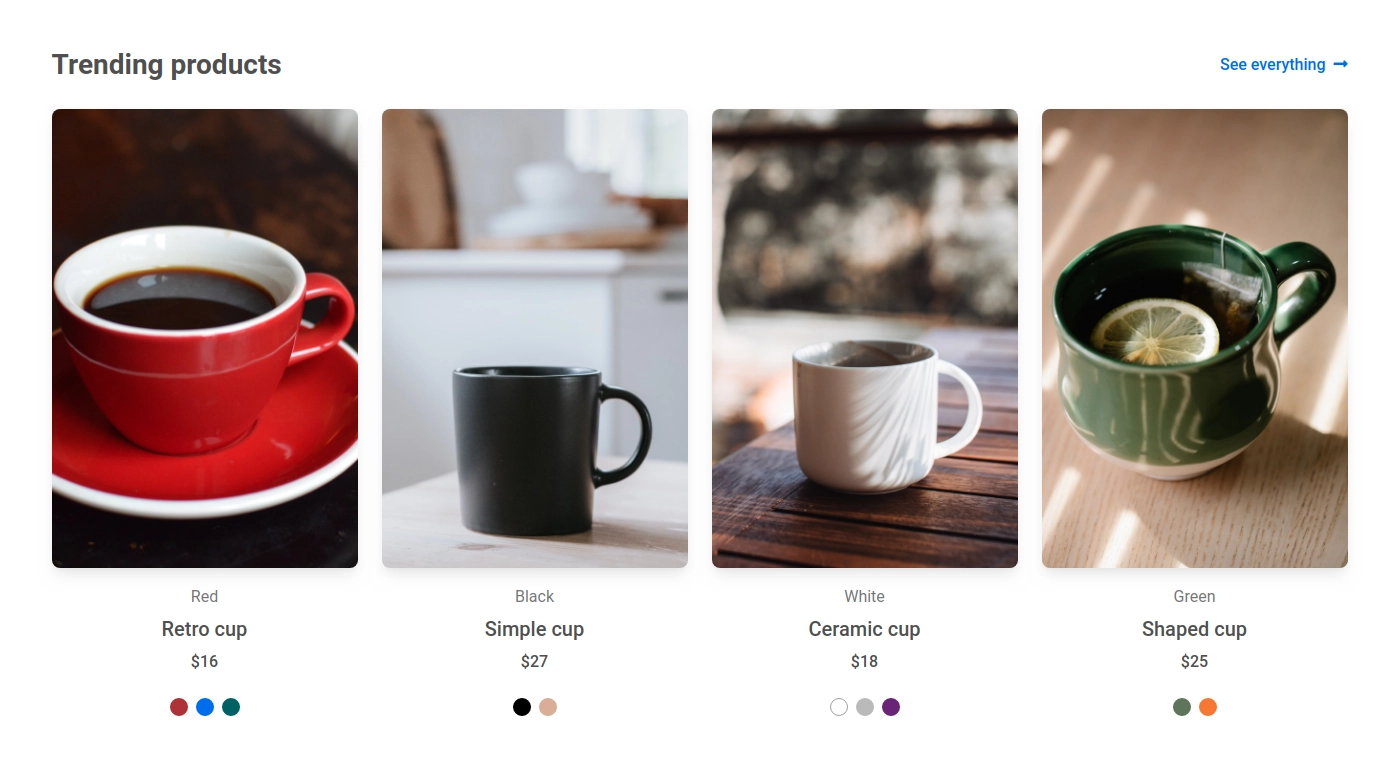 Trending products
See everything →
Red
Retro cup
$16
Black
Simple cup
$27
White
Ceramic cup
$18
Green
Shaped cup
$25